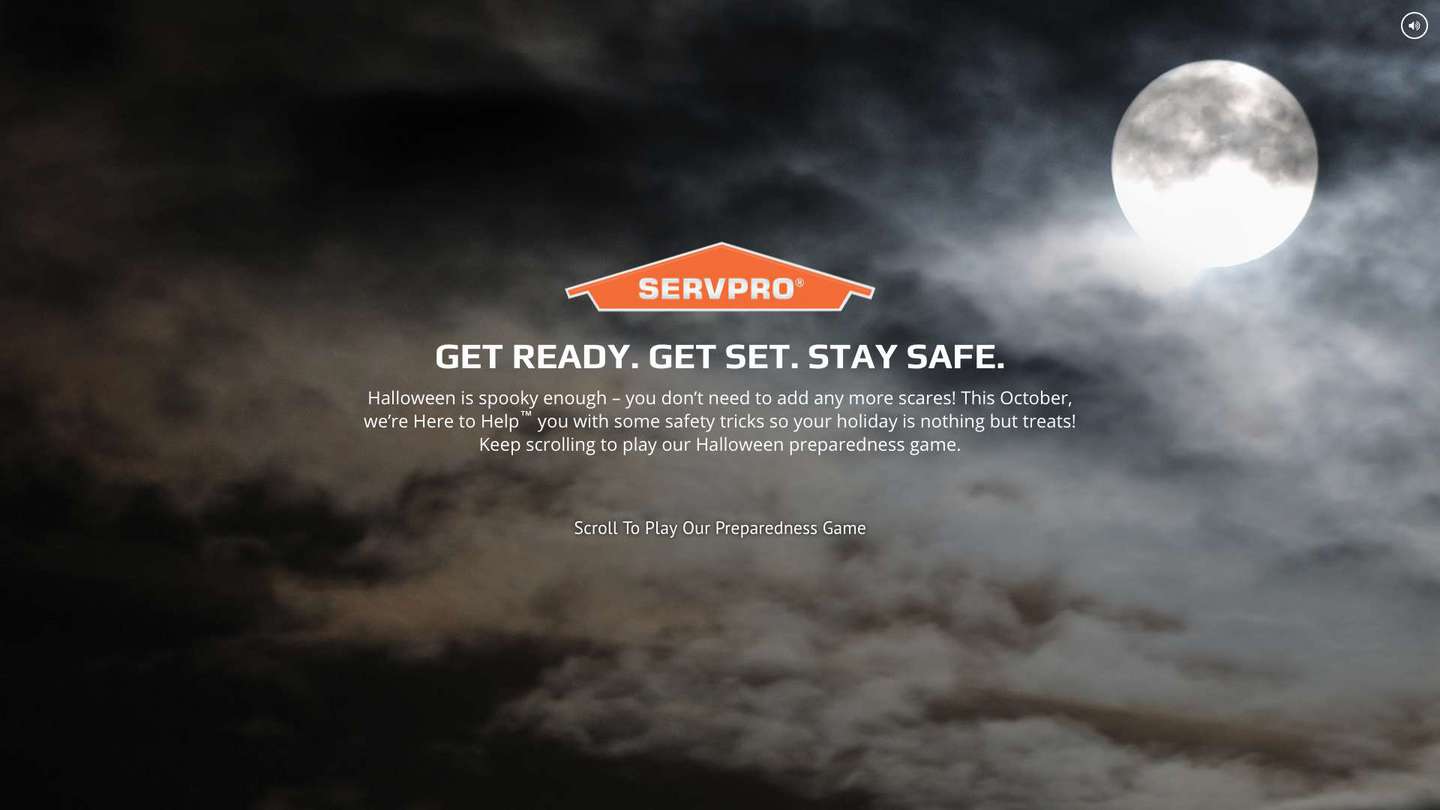 SERVPRO®
GET READY. GET SET. STAY SAFE.
Halloween is spooky enough – you don’t need to add any more scares! This October,
we’re Here to Help™ you with some safety tricks so your holiday is nothing but treats!
Keep scrolling to play our Halloween preparedness game.
Scroll To Play Our Preparedness Game